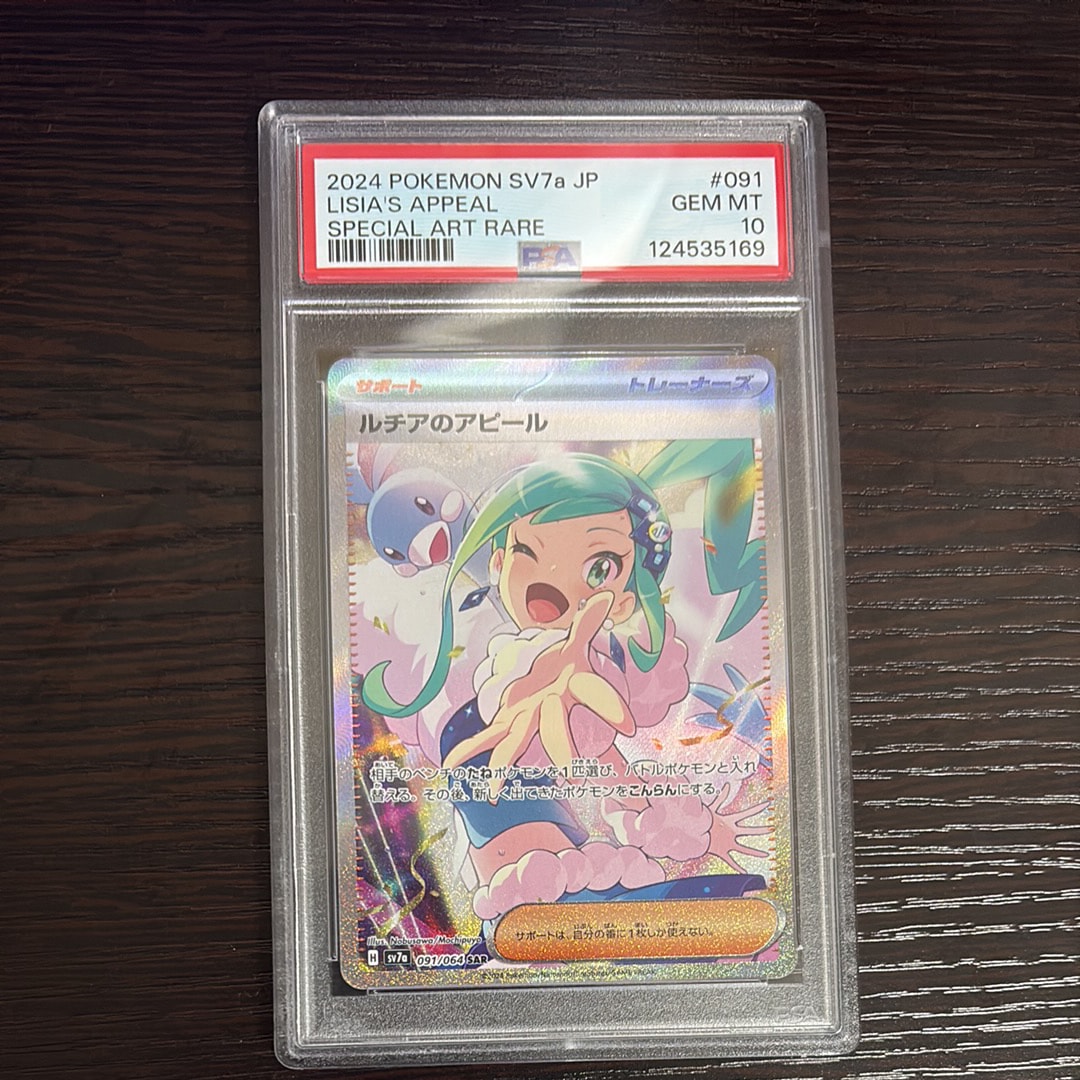 2024 POKEMON SV7a JP #091
LISIA'S APPEAL GEM MT
SPECIAL ART RARE 10
PSA 124535169
サポート トレーナーズ
ルチアのアピール
相手のベンチのたねポケモンを1匹選び、バトルポケモンと入れ
替える。その後、新しく出てきたポケモンをこんらんにする。
サポートは、自分の番に1枚しか使えない。
Illus. Nobusawa/Mochipuyo
H sv7a 091/064 SAR